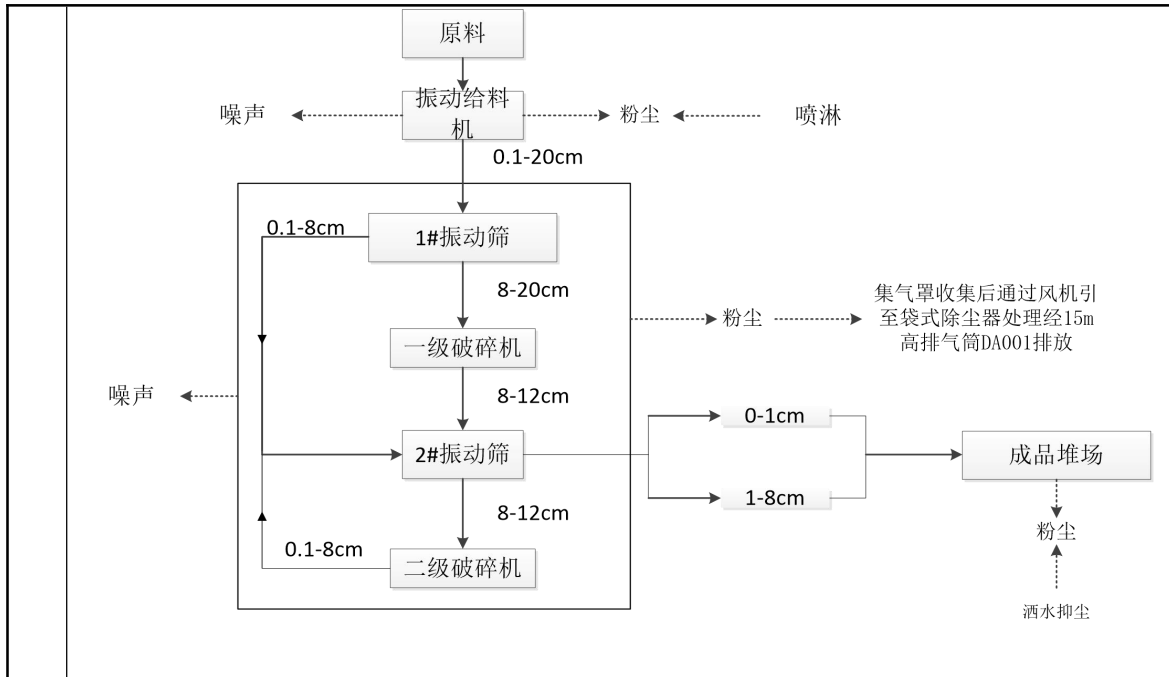 原料
噪声
振动给料
机
粉尘
喷淋
0.1-20cm
0.1-8cm
1#振动筛
8-20cm
集气罩收集后通过风机引
至袋式除尘器处理经15m
高排气筒DA001排放
粉尘
一级破碎机
噪声
8-12cm
0-1cm
2#振动筛
成品堆场
1-8cm
8-12cm
粉尘
0.1-8cm
二级破碎机
洒水抑尘